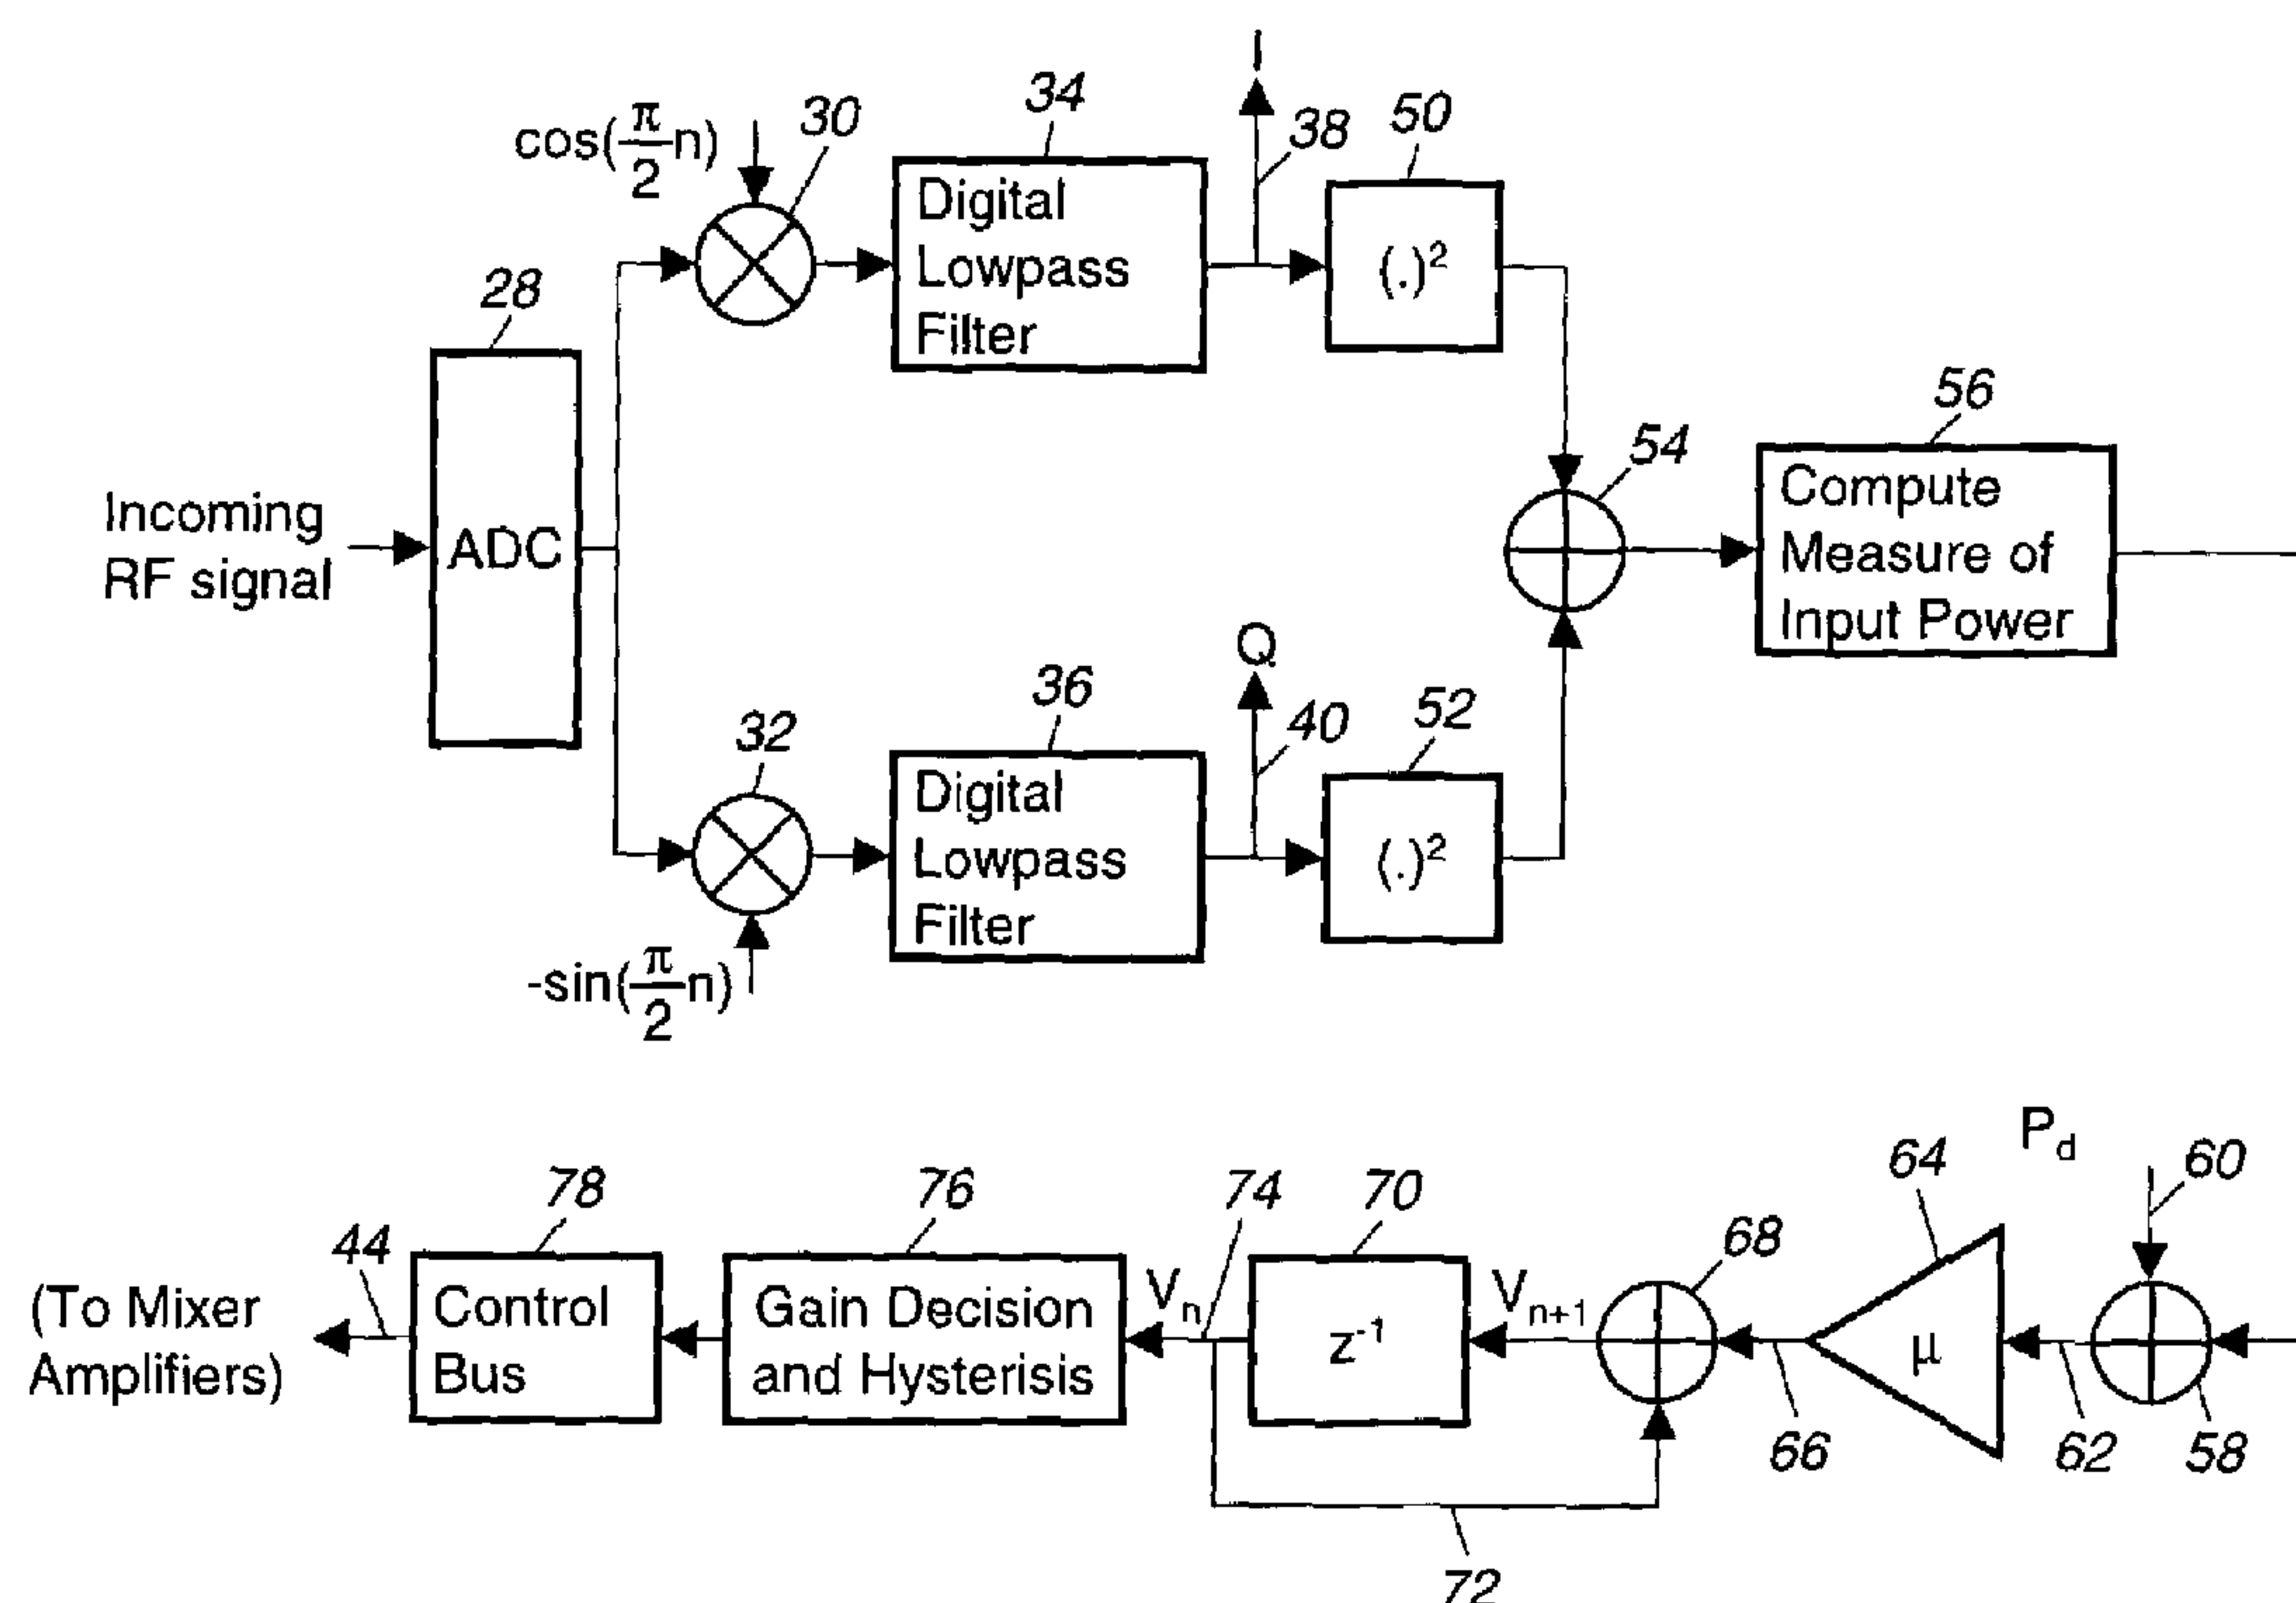 I
34
50
30
38
cos(π/2 n)
Digital
Lowpass
Filter
(.)²
28
56
54
Compute
Measure of
Input Power
Incoming
RF signal
ADC
Q
36
40
52
32
Digital
Lowpass
Filter
(.)²
-sin(π/2 n)
P_d
64
60
78
76
74
70
68
44
(To Mixer
Amplifiers)
Control
Bus
Gain Decision
and Hysterisis
V_n
z⁻¹
V_{n+1}
μ
66
62
58
72